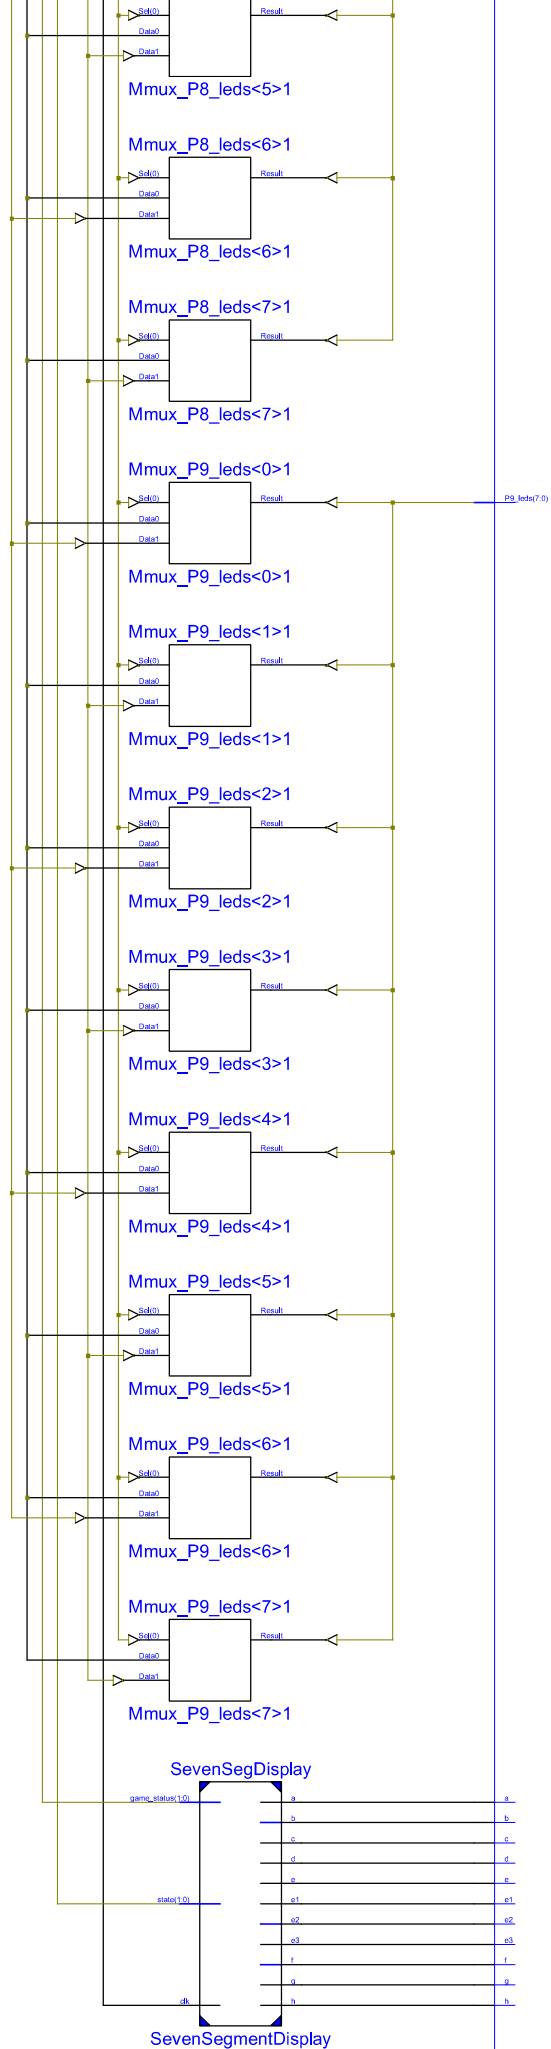 Sel(0) Result
Data0
Data1
Mmux_P8_leds<5>1
Mmux_P8_leds<6>1
Sel(0) Result
Data0
Data1
Mmux_P8_leds<6>1
Mmux_P8_leds<7>1
Sel(0) Result
Data0
Data1
Mmux_P8_leds<7>1
Mmux_P9_leds<0>1
Sel(0) Result P9_leds(7:0)
Data0
Data1
Mmux_P9_leds<0>1
Mmux_P9_leds<1>1
Sel(0) Result
Data0
Data1
Mmux_P9_leds<1>1
Mmux_P9_leds<2>1
Sel(0) Result
Data0
Data1
Mmux_P9_leds<2>1
Mmux_P9_leds<3>1
Sel(0) Result
Data0
Data1
Mmux_P9_leds<3>1
Mmux_P9_leds<4>1
Sel(0) Result
Data0
Data1
Mmux_P9_leds<4>1
Mmux_P9_leds<5>1
Sel(0) Result
Data0
Data1
Mmux_P9_leds<5>1
Mmux_P9_leds<6>1
Sel(0) Result
Data0
Data1
Mmux_P9_leds<6>1
Mmux_P9_leds<7>1
Sel(0) Result
Data0
Data1
Mmux_P9_leds<7>1
SevenSegDisplay
game_status(1:0) a a
b b
c c
d d
e e
state(1:0) e1 e1
e2 e2
e3 e3
f f
g g
clk h h
SevenSegmentDisplay